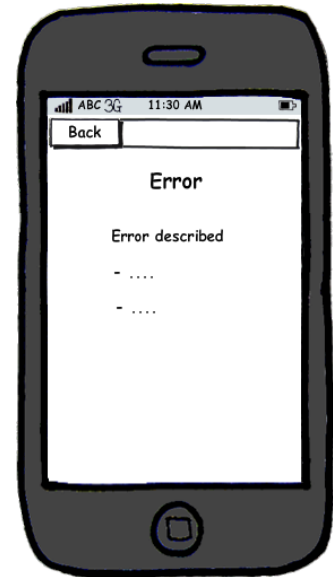 ABC 3G 11:30 AM
Back
Error
Error described
- ....
- ....